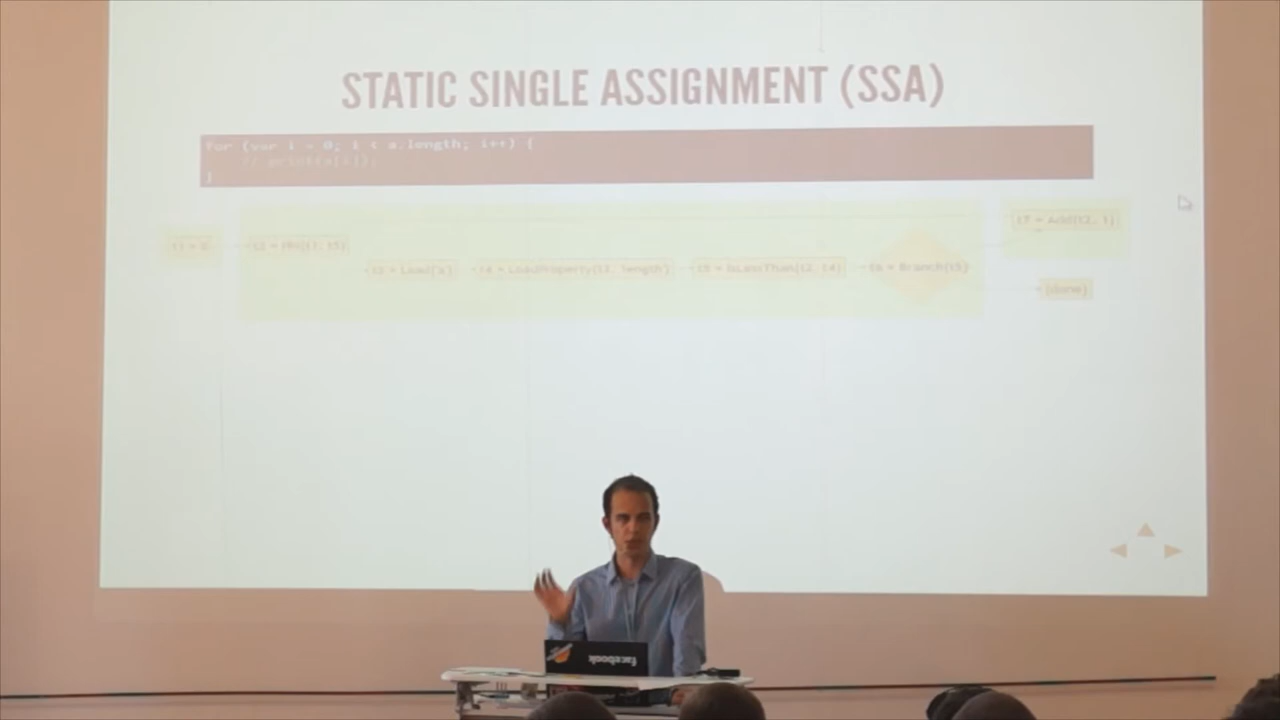 STATIC SINGLE ASSIGNMENT (SSA)
for (var i = 0; i < a.length; i++) {
// print(a[i]);
}
t1 = 0
t2 = Phi(t1, t7)
t3 = Load(a)
t4 = LoadProperty(t3, length)
t5 = IsLessThan(t2, t4)
t6 = Branch(t5)
t7 = Add(t2, 1)
(done)
facebook